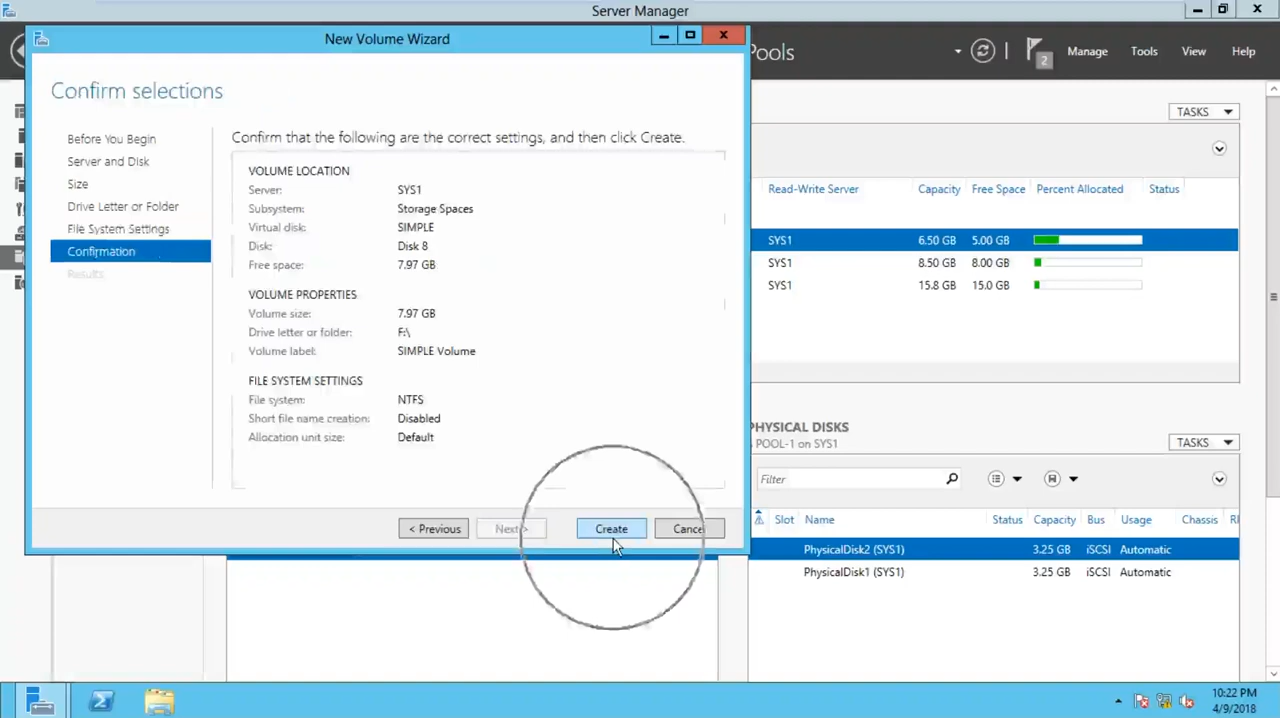 Server Manager
New Volume Wizard
Pools
2
Manage
Tools
View
Help
Confirm selections
Before You Begin
Server and Disk
Size
Drive Letter or Folder
File System Settings
Confirmation
Results
Confirm that the following are the correct settings, and then click Create.
VOLUME LOCATION
Server: SYS1
Subsystem: Storage Spaces
Virtual disk: SIMPLE
Disk: Disk 8
Free space: 7.97 GB
VOLUME PROPERTIES
Volume size: 7.97 GB
Drive letter or folder: F:\
Volume label: SIMPLE Volume
FILE SYSTEM SETTINGS
File system: NTFS
Short file name creation: Disabled
Allocation unit size: Default
< Previous
Next >
Create
Cancel
TASKS
Read-Write Server Capacity Free Space Percent Allocated Status
SYS1 6.50 GB 5.00 GB
SYS1 8.50 GB 8.00 GB
SYS1 15.8 GB 15.0 GB
PHYSICAL DISKS
POOL-1 on SYS1
TASKS
Filter
Slot Name Status Capacity Bus Usage Chassis
PhysicalDisk2 (SYS1) 3.25 GB iSCSI Automatic
PhysicalDisk1 (SYS1) 3.25 GB iSCSI Automatic
10:22 PM
4/9/2018